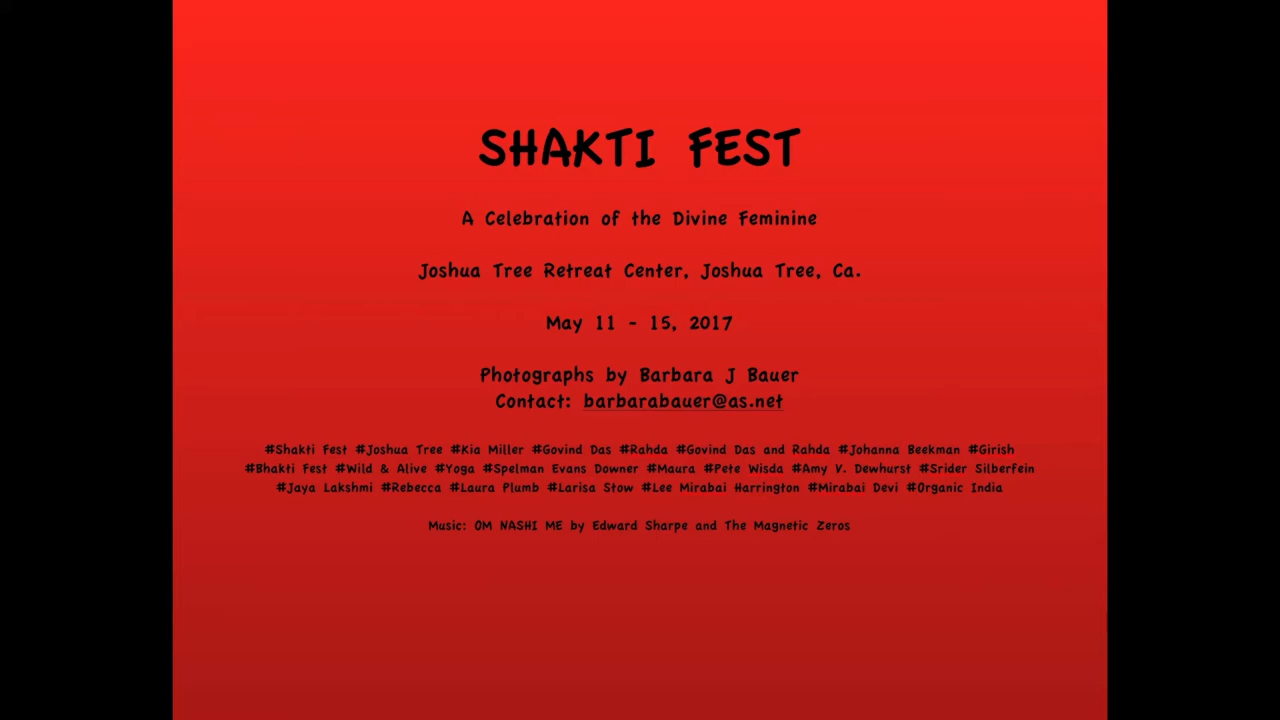 SHAKTI FEST
A Celebration of the Divine Feminine
Joshua Tree Retreat Center, Joshua Tree, Ca.
May 11 - 15, 2017
Photographs by Barbara J Bauer
Contact: barbarabauer@as.net
#Shakti Fest #Joshua Tree #Kia Miller #Govind Das #Rahda #Govind Das and Rahda #Johanna Beekman #Girish
#Bhakti Fest #Wild & Alive #Yoga #Spelman Evans Downer #Maura #Pete Wisda #Amy V. Dewhurst #Srider Silberfein
#Jaya Lakshmi #Rebecca #Laura Plumb #Larisa Stow #Lee Mirabai Harrington #Mirabai Devi #Organic India
Music: OM NASHI ME by Edward Sharpe and The Magnetic Zeros